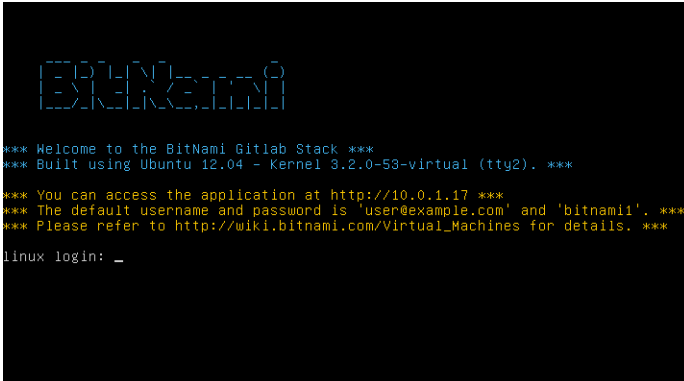 BitNami
*** Welcome to the BitNami Gitlab Stack ***
*** Built using Ubuntu 12.04 - Kernel 3.2.0-53-virtual (tty2). ***
*** You can access the application at http://10.0.1.17 ***
*** The default username and password is 'user@example.com' and 'bitnami1'. ***
*** Please refer to http://wiki.bitnami.com/Virtual_Machines for details. ***
linux login: _